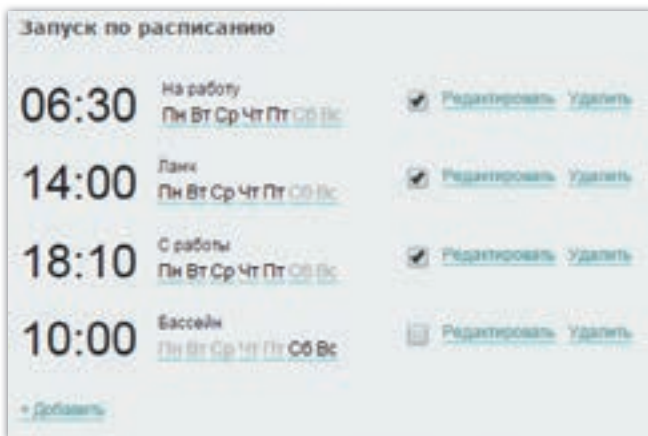 Запуск по расписанию
06:30 На работу
Пн Вт Ср Чт Пт Сб Вс
Редактировать Удалить
14:00 Ланч
Пн Вт Ср Чт Пт Сб Вс
Редактировать Удалить
18:10 С работы
Пн Вт Ср Чт Пт Сб Вс
Редактировать Удалить
10:00 Бассейн
Пн Вт Ср Чт Пт Сб Вс
Редактировать Удалить
+ Добавить